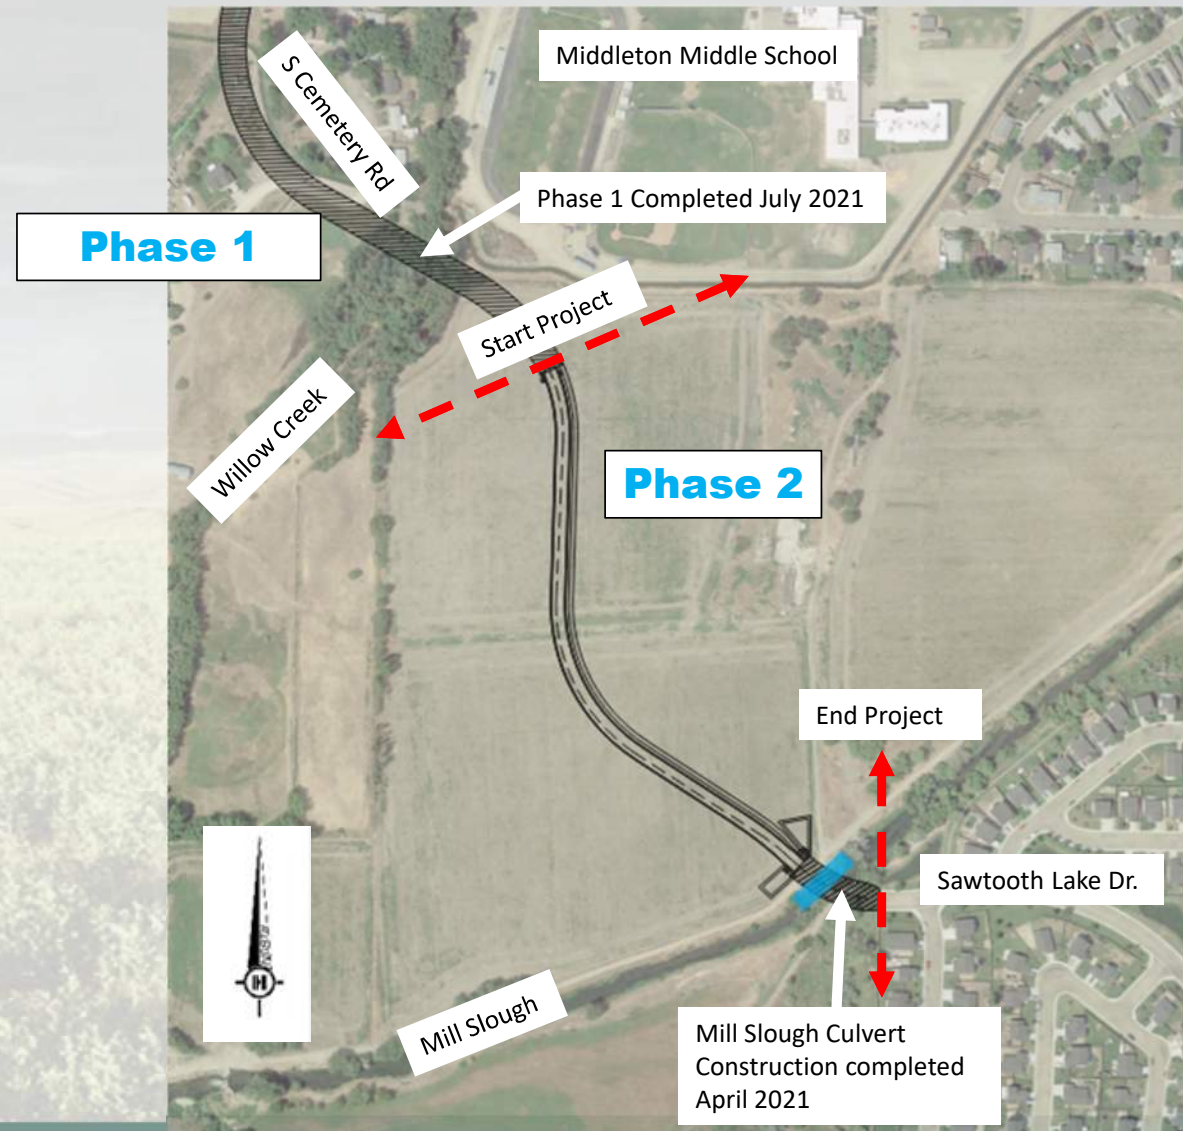 Middleton Middle School
S Cemetery Rd
Phase 1 Completed July 2021
Phase 1
Start Project
Willow Creek
Phase 2
End Project
Sawtooth Lake Dr.
Mill Slough
Mill Slough Culvert
Construction completed
April 2021